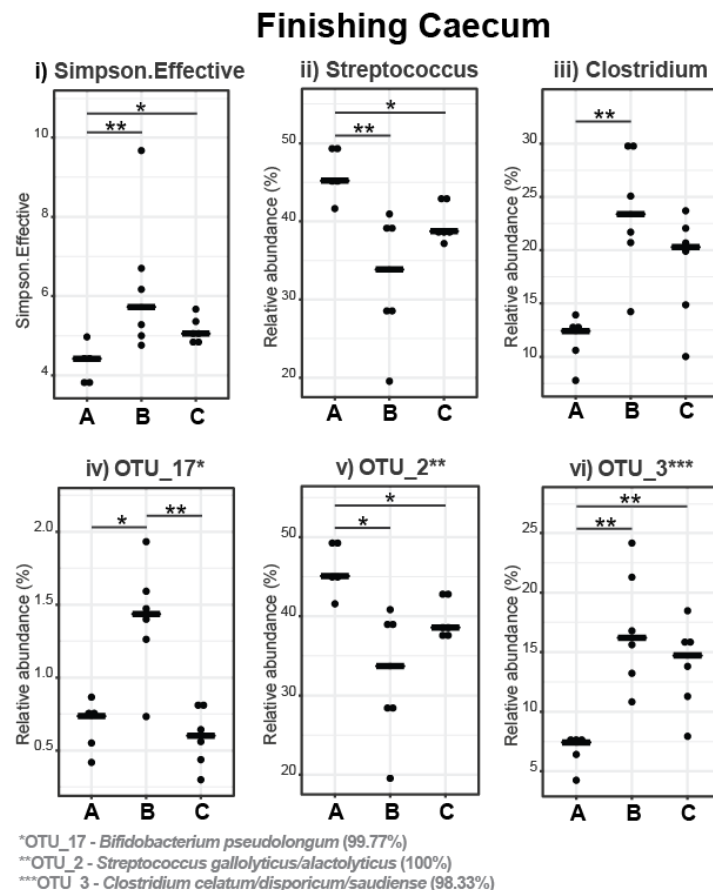 Finishing Caecum
i) Simpson.Effective
ii) Streptococcus
iii) Clostridium
*
**
*
**
**
Simpson.Effective
10
8
6
4
A
B
C
Relative abundance (%)
50
40
30
20
A
B
C
Relative abundance (%)
30
25
20
15
10
A
B
C
iv) OTU_17*
v) OTU_2**
vi) OTU_3***
*
**
*
*
**
**
Relative abundance (%)
2.0
1.5
1.0
0.5
A
B
C
Relative abundance (%)
50
40
30
20
A
B
C
Relative abundance (%)
25
20
15
10
5
A
B
C
*OTU_17 - Bifidobacterium pseudolongum (99.77%)
**OTU_2 - Streptococcus gallolyticus/alactolyticus (100%)
***OTU_3 - Clostridium celatum/disporicum/saudiense (98.33%)